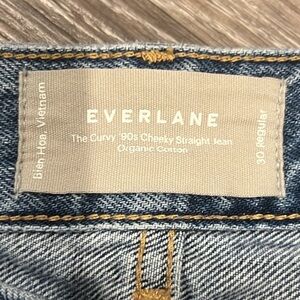 Bien Hoa, Vietnam
EVERLANE
The Curvy '90s Cheeky Straight Jean
Organic Cotton
30 Regular